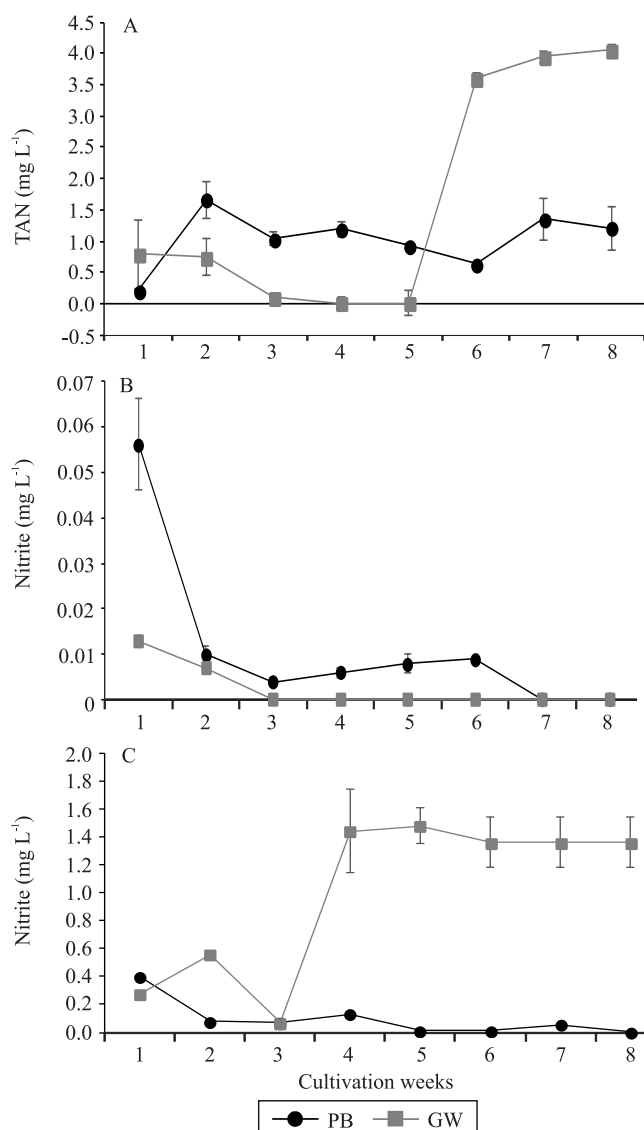 A
4.5
4.0
3.5
3.0
2.5
2.0
1.5
1.0
0.5
0.0
-0.5
TAN (mg L⁻¹)
1 2 3 4 5 6 7 8
B
0.07
0.06
0.05
0.04
0.03
0.02
0.01
0
Nitrite (mg L⁻¹)
1 2 3 4 5 6 7 8
C
2.0
1.8
1.6
1.4
1.2
1.0
0.8
0.6
0.4
0.2
0.0
Nitrite (mg L⁻¹)
1 2 3 4 5 6 7 8
Cultivation weeks
PB GW